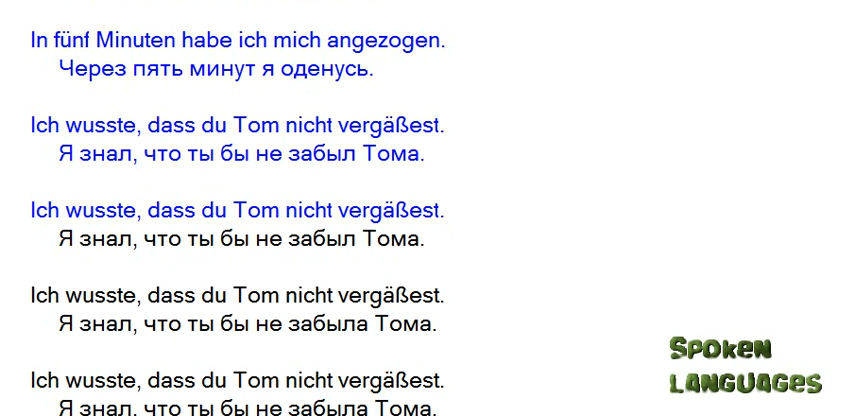 In fünf Minuten habe ich mich angezogen.
Через пять минут я оденусь.
Ich wusste, dass du Tom nicht vergäßest.
Я знал, что ты бы не забыл Тома.
Ich wusste, dass du Tom nicht vergäßest.
Я знал, что ты бы не забыл Тома.
Ich wusste, dass du Tom nicht vergäßest.
Я знал, что ты бы не забыла Тома.
Ich wusste, dass du Tom nicht vergäßest.
Я знал, что ты бы не забыла Тома.
Spoken
Languages